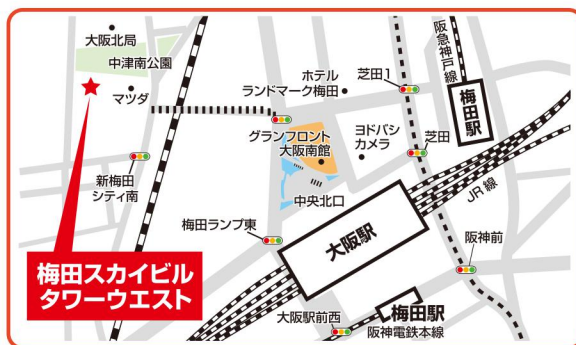 大阪北局
中津南公園
マツダ
ホテル
ランドマーク梅田
芝田1
阪急神戸線
梅田駅
グランフロント
大阪南館
ヨドバシ
カメラ
芝田
新梅田
シティ南
中央北口
JR線
梅田ランプ東
大阪駅
阪神前
梅田スカイビル
タワーウエスト
梅田駅
大阪駅前西
阪神電鉄本線